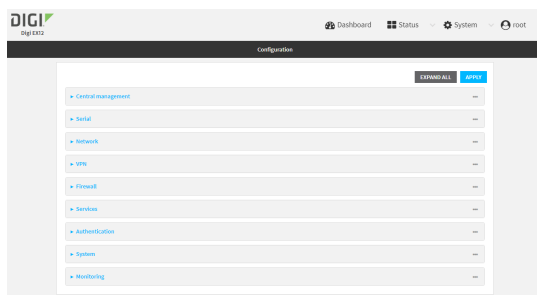 DIGI
Digi EX12
Dashboard
Status
System
root
Configuration
EXPAND ALL
APPLY
Central management
Serial
Network
VPN
Firewall
Services
Authentication
System
Monitoring